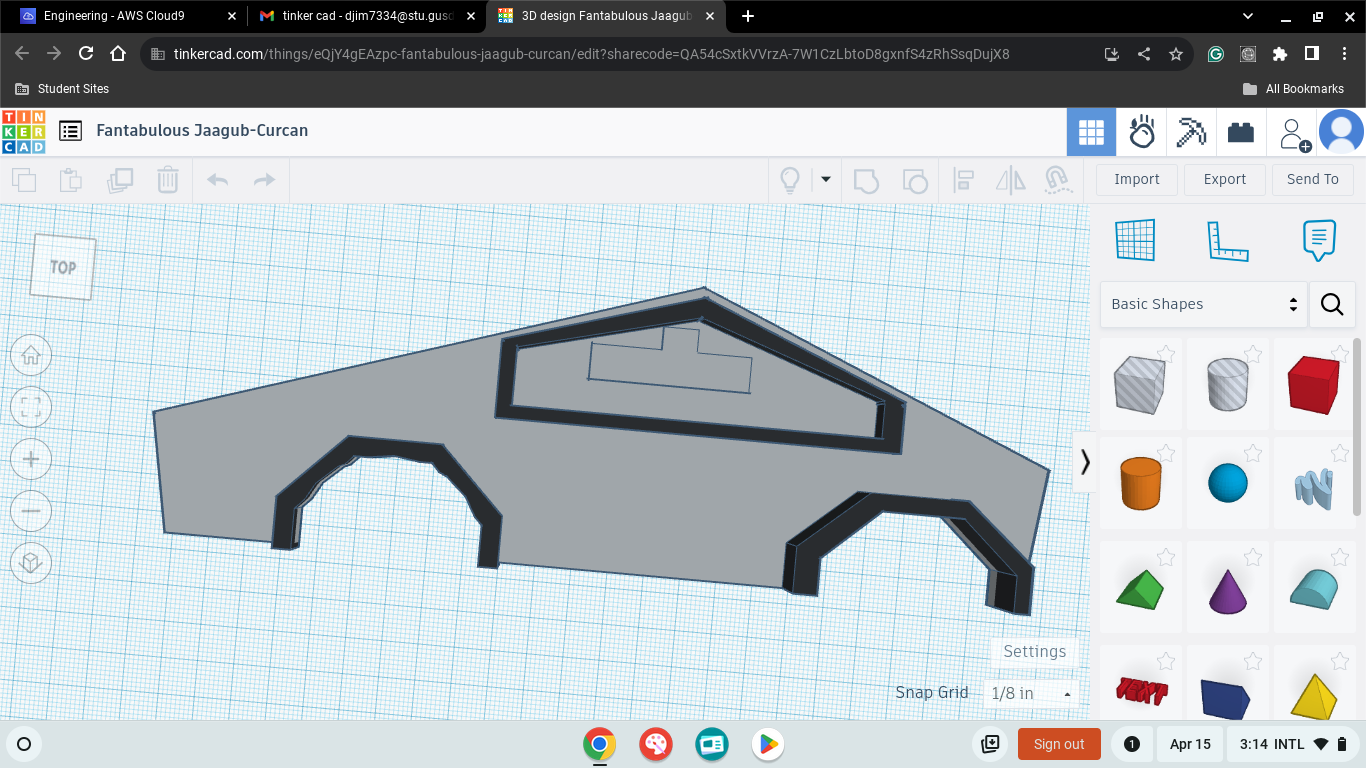 Engineering - AWS Cloud9
tinker cad - djim7334@stu.gusd
3D design Fantabulous Jaagub
tinkercad.com/things/eQjY4gEAzpc-fantabulous-jaagub-curcan/edit?sharecode=QA54cSxtkVVrzA-7W1CzLbtoD8gxnfS4zRhSsqDujX8
Student Sites
All Bookmarks
TIN
KER
CAD
Fantabulous Jaagub-Curcan
Import
Export
Send To
TOP
Basic Shapes
TEXT
Settings
Snap Grid
1/8 in
Sign out
1
Apr 15
3:14 INTL